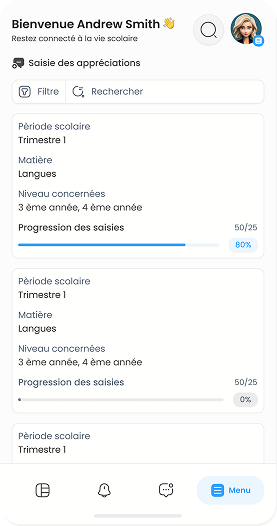 Bienvenue Andrew Smith 👋
Restez connecté à la vie scolaire
Saisie des appréciations
Filtre
Rechercher
Période scolaire
Trimestre 1
Matière
Langues
Niveau concernées
3 ème année, 4 ème année
Progression des saisies 50/25
80%
Période scolaire
Trimestre 1
Matière
Langues
Niveau concernées
3 ème année, 4 ème année
Progression des saisies 50/25
0%
Période scolaire
Trimestre 1
Menu